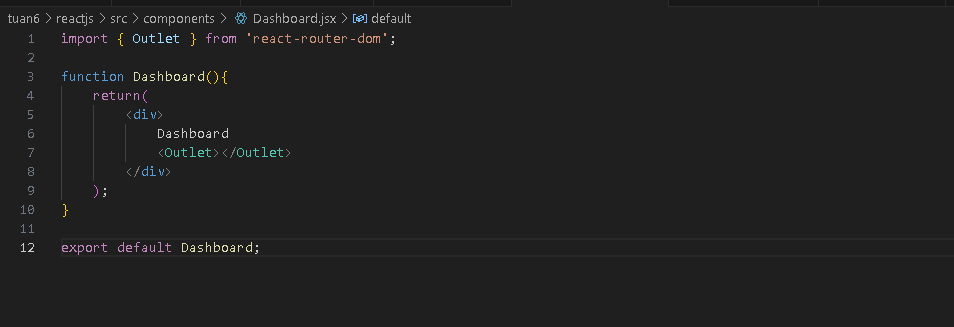 tuan6 > reactjs > src > components > Dashboard.jsx > default
1 import { Outlet } from 'react-router-dom';
2
3 function Dashboard(){
4 return(
5 <div>
6 Dashboard
7 <Outlet></Outlet>
8 </div>
9 );
10 }
11
12 export default Dashboard;